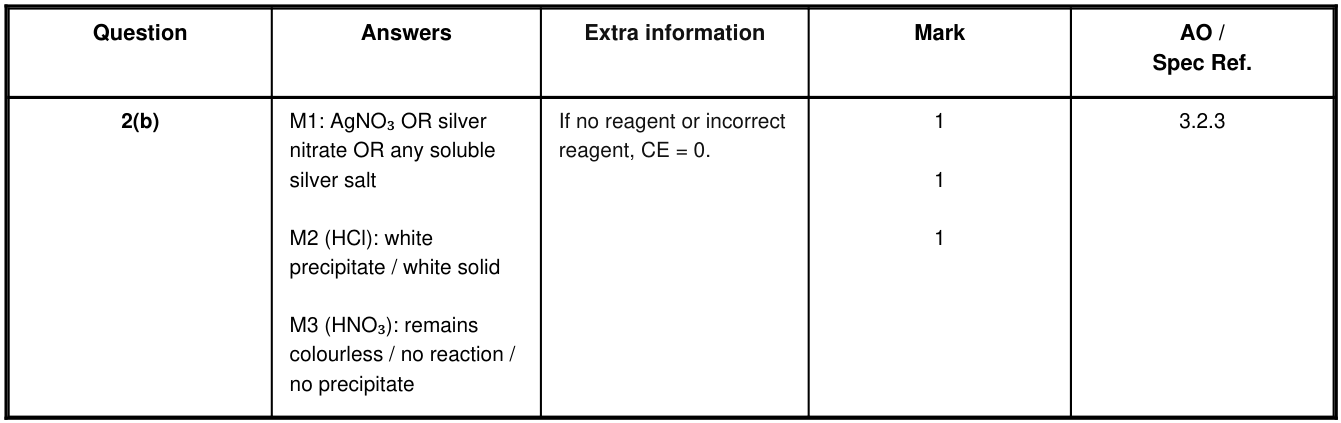 Question Answers Extra information Mark AO /
Spec Ref.
2(b)
M1: AgNO₃ OR silver
nitrate OR any soluble
silver salt
M2 (HCl): white
precipitate / white solid
M3 (HNO₃): remains
colourless / no reaction /
no precipitate
If no reagent or incorrect
reagent, CE = 0.
1
1
1
3.2.3